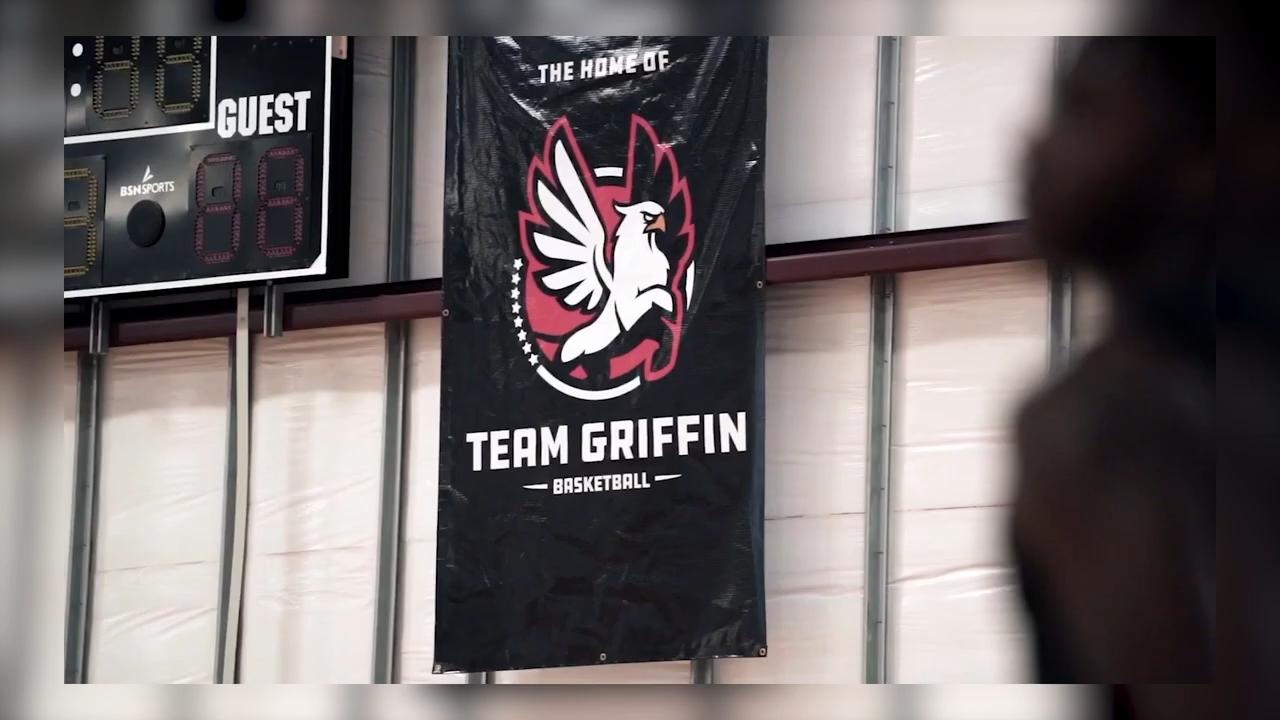 GUEST
BSN SPORTS
THE HOME OF
TEAM GRIFFIN
BASKETBALL